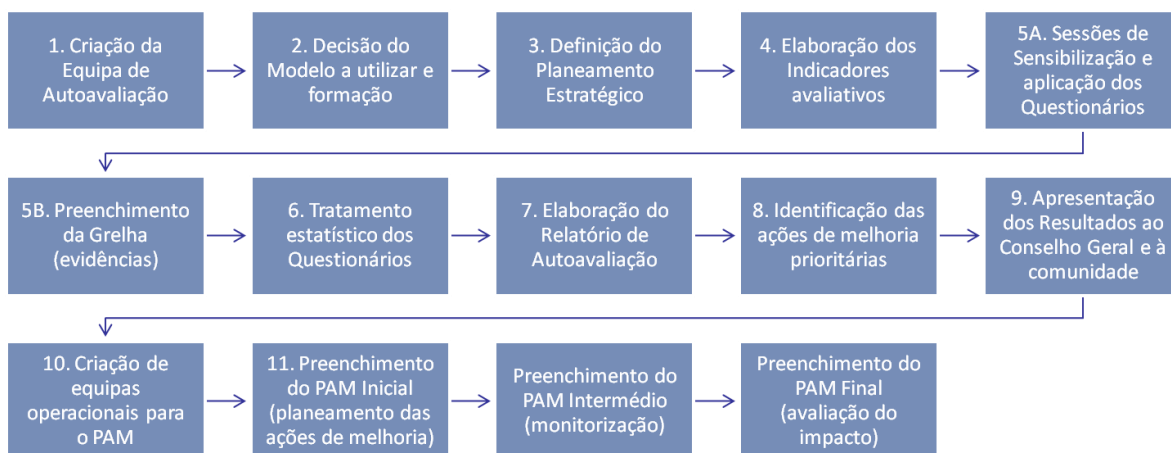 1. Criação da
Equipa de
Autoavaliação
2. Decisão do
Modelo a utilizar e
formação
3. Definição do
Planeamento
Estratégico
4. Elaboração dos
Indicadores
avaliativos
5A. Sessões de
Sensibilização e
aplicação dos
Questionários
5B. Preenchimento
da Grelha
(evidências)
6. Tratamento
estatístico dos
Questionários
7. Elaboração do
Relatório de
Autoavaliação
8. Identificação das
ações de melhoria
prioritárias
9. Apresentação
dos Resultados ao
Conselho Geral e à
comunidade
10. Criação de
equipas
operacionais para
o PAM
11. Preenchimento
do PAM Inicial
(planeamento das
ações de melhoria)
Preenchimento do
PAM Intermédio
(monitorização)
Preenchimento do
PAM Final
(avaliação do
impacto)